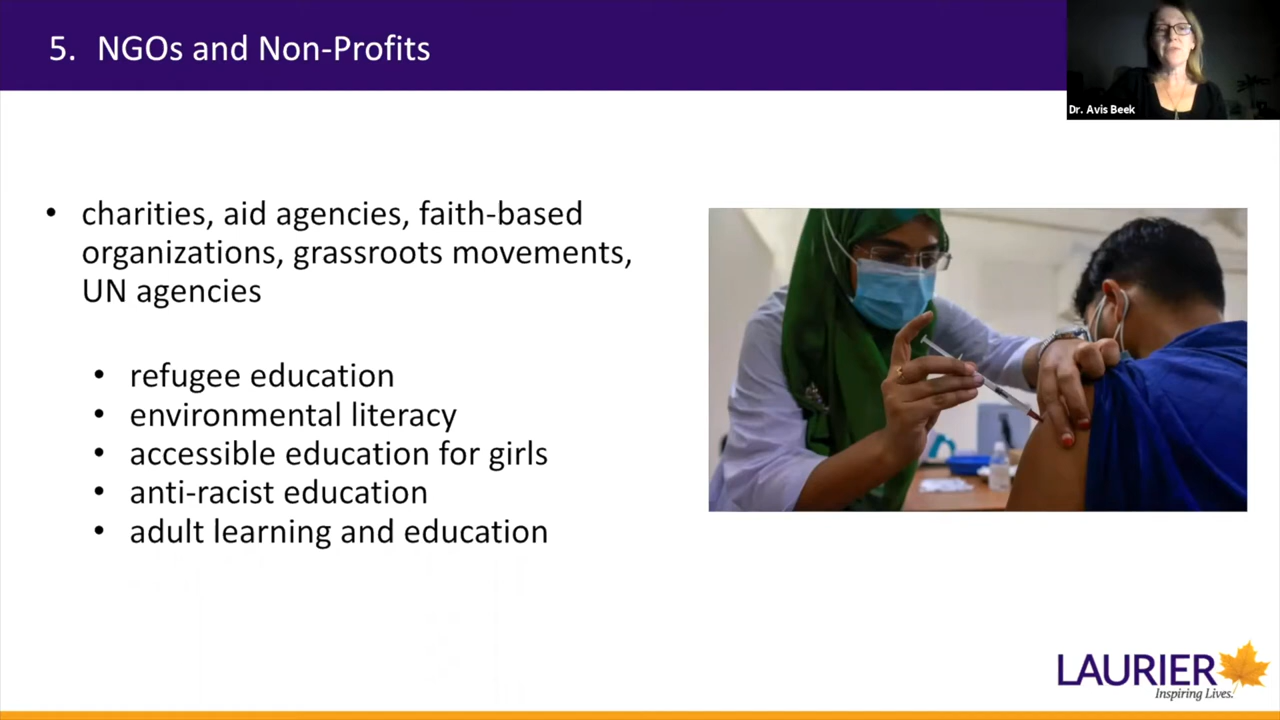 5. NGOs and Non-Profits
Dr. Avis Beek
• charities, aid agencies, faith-based
organizations, grassroots movements,
UN agencies
• refugee education
• environmental literacy
• accessible education for girls
• anti-racist education
• adult learning and education
LAURIER
Inspiring Lives.